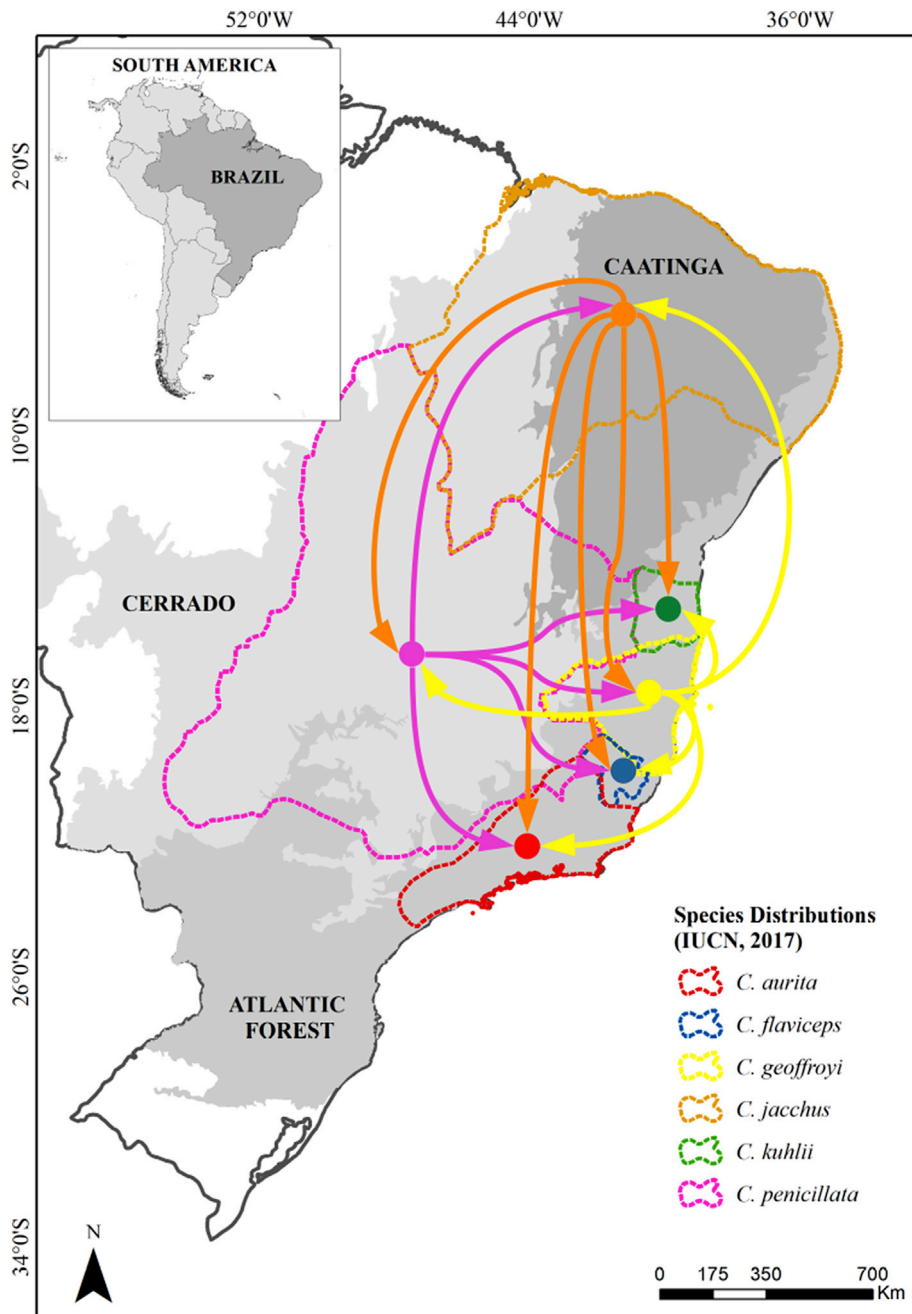 52°0'W
44°0'W
36°0'W
SOUTH AMERICA
BRAZIL
2°0'S
CAATINGA
10°0'S
CERRADO
18°0'S
Species Distributions
(IUCN, 2017)
C. aurita
C. flaviceps
C. geoffroyi
C. jacchus
C. kuhlii
C. penicillata
26°0'S
ATLANTIC
FOREST
34°0'S
N
0 175 350 700
Km